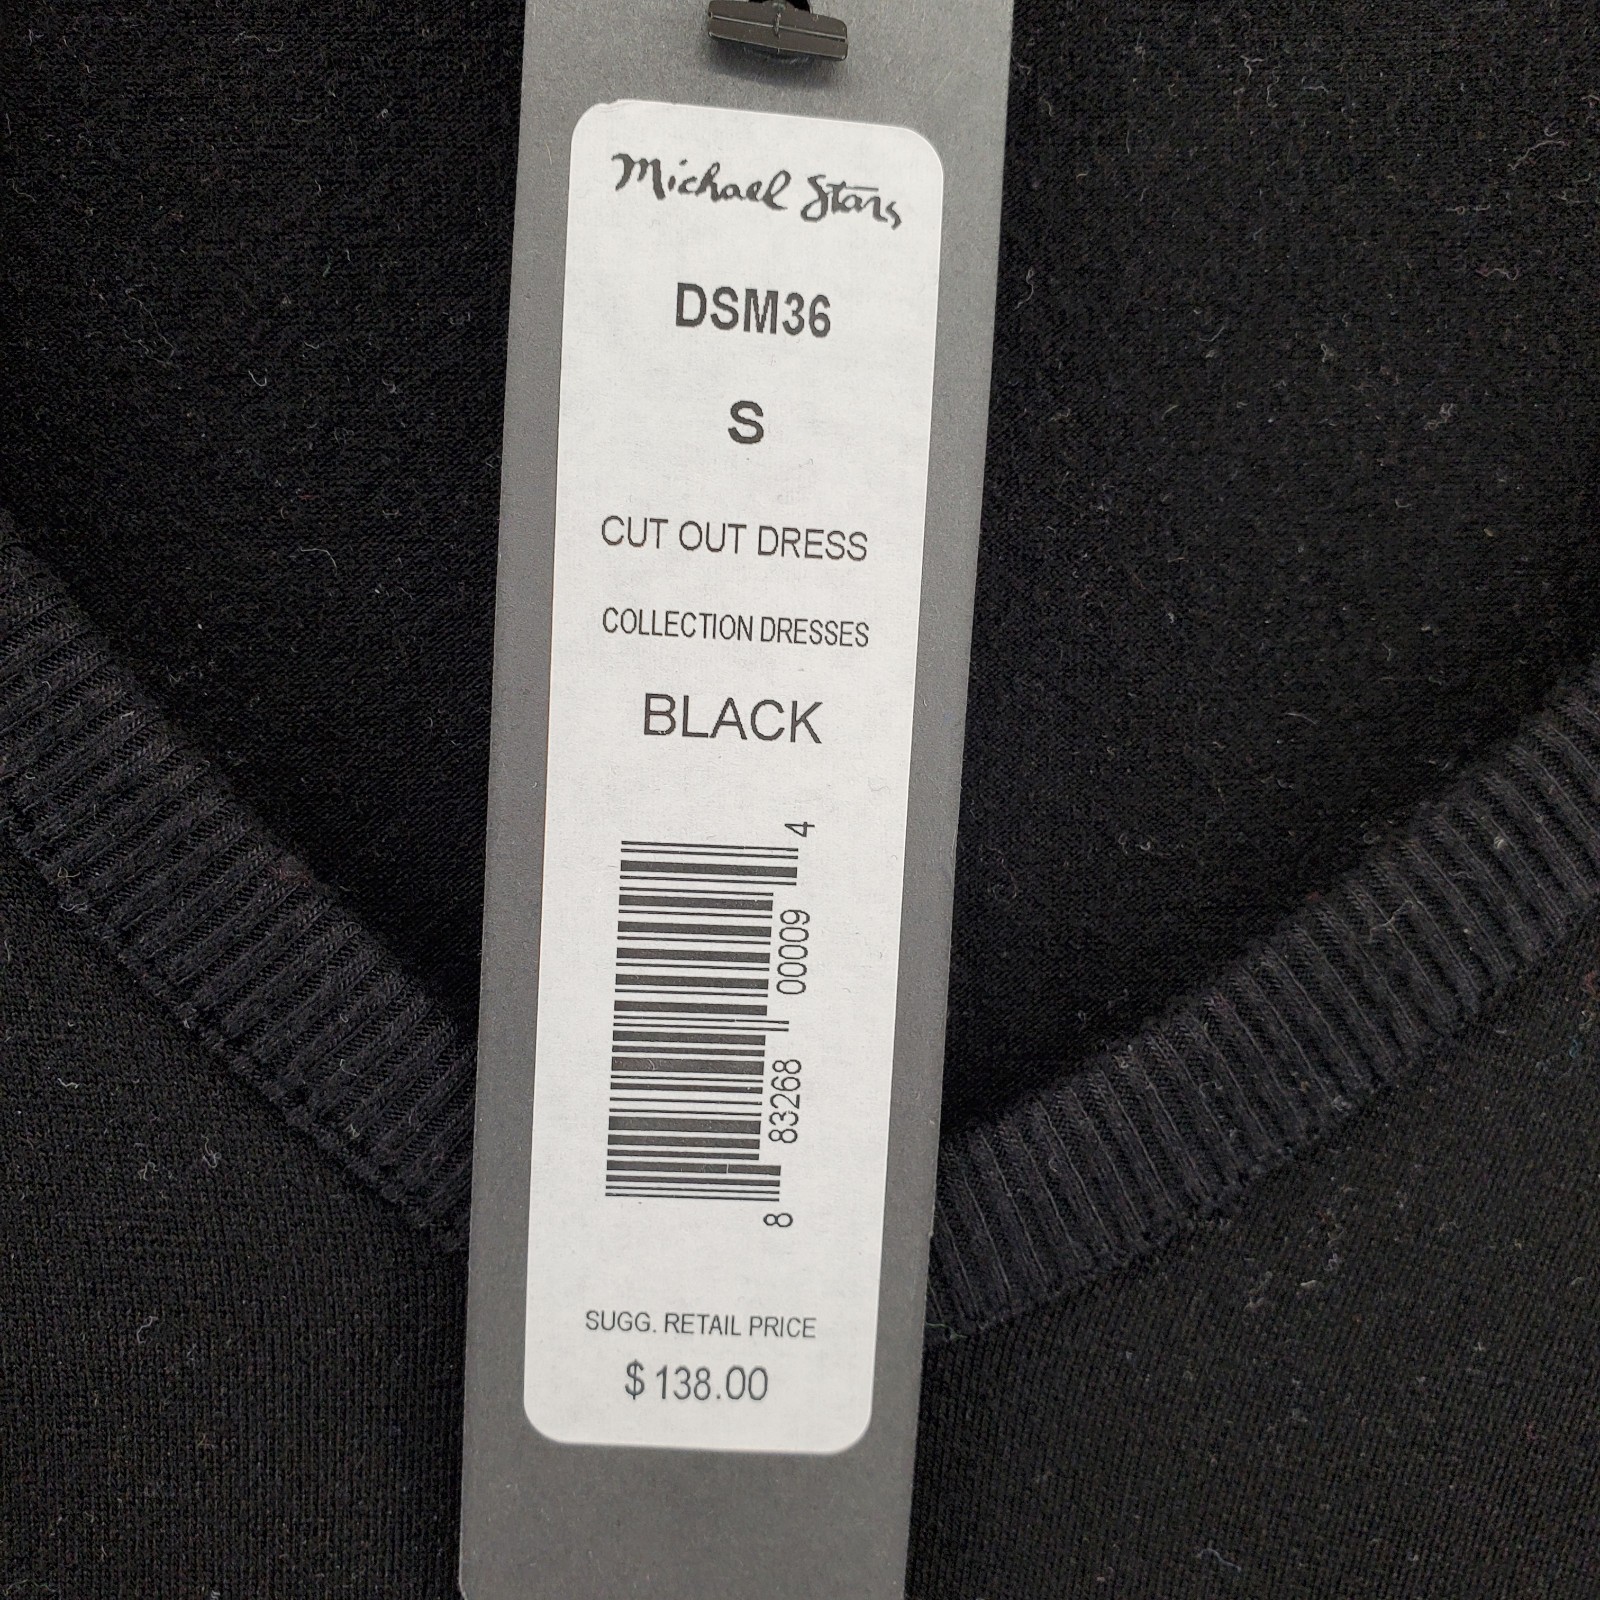 Michael Stars
DSM36
S
CUT OUT DRESS
COLLECTION DRESSES
BLACK
8 83268 00009 4
SUGG. RETAIL PRICE
$138.00